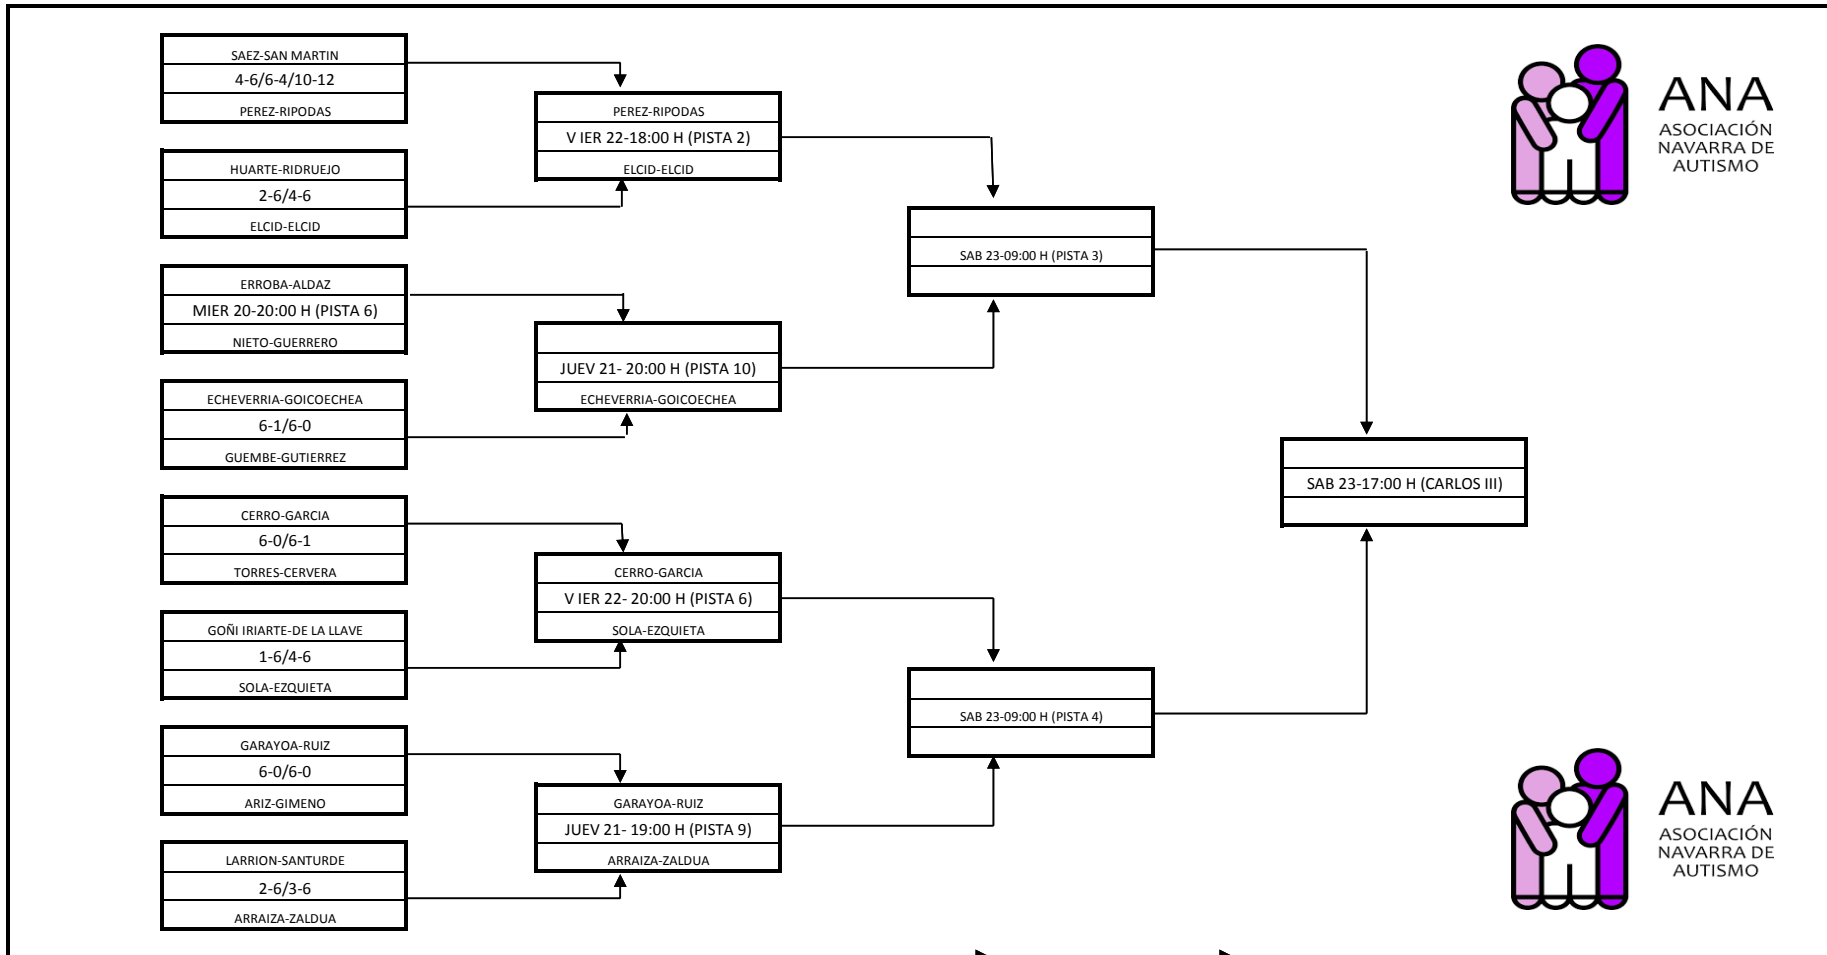 SAEZ-SAN MARTIN
4-6/6-4/10-12
PEREZ-RIPODAS
HUARTE-RIDRUEJO
2-6/4-6
ELCID-ELCID
ERROBA-ALDAZ
MIER 20-20:00 H (PISTA 6)
NIETO-GUERRERO
ECHEVERRIA-GOICOECHEA
6-1/6-0
GUEMBE-GUTIERREZ
CERRO-GARCIA
6-0/6-1
TORRES-CERVERA
GOÑI IRIARTE-DE LA LLAVE
1-6/4-6
SOLA-EZQUIETA
GARAYOA-RUIZ
6-0/6-0
ARIZ-GIMENO
LARRION-SANTURDE
2-6/3-6
ARRAIZA-ZALDUA
PEREZ-RIPODAS
V IER 22-18:00 H (PISTA 2)
ELCID-ELCID
JUEV 21- 20:00 H (PISTA 10)
ECHEVERRIA-GOICOECHEA
CERRO-GARCIA
V IER 22- 20:00 H (PISTA 6)
SOLA-EZQUIETA
GARAYOA-RUIZ
JUEV 21- 19:00 H (PISTA 9)
ARRAIZA-ZALDUA
SAB 23-09:00 H (PISTA 3)
SAB 23-09:00 H (PISTA 4)
SAB 23-17:00 H (CARLOS III)
ANA
ASOCIACIÓN
NAVARRA DE
AUTISMO
ANA
ASOCIACIÓN
NAVARRA DE
AUTISMO